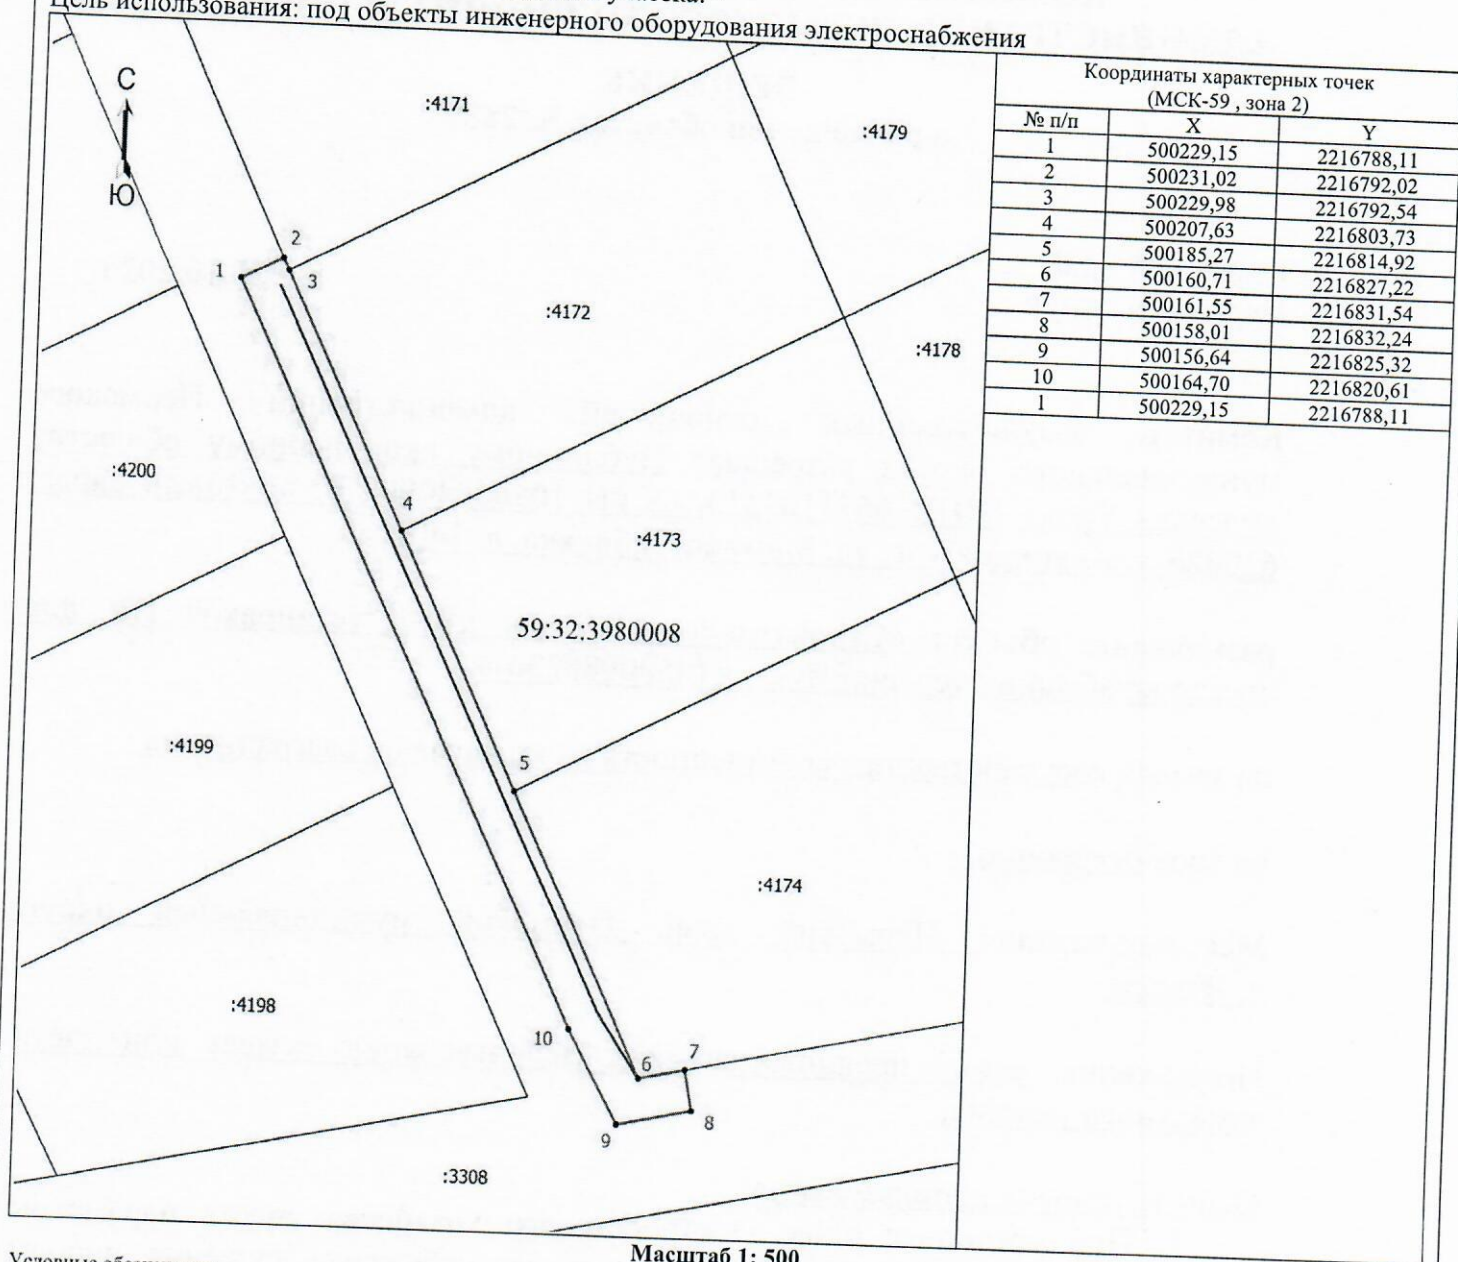 Цель использования: под объекты инженерного оборудования электроснабжения
С
Ю
:4171
:4179
2
1
3
:4172
:4178
:4200
4
:4173
59:32:3980008
:4199
5
:4174
:4198
10
7
6
8
9
:3308
Координаты характерных точек
(МСК-59 , зона 2)
№ п/п X Y
1 500229,15 2216788,11
2 500231,02 2216792,02
3 500229,98 2216792,54
4 500207,63 2216803,73
5 500185,27 2216814,92
6 500160,71 2216827,22
7 500161,55 2216831,54
8 500158,01 2216832,24
9 500156,64 2216825,32
10 500164,70 2216820,61
1 500229,15 2216788,11
Масштаб 1: 500